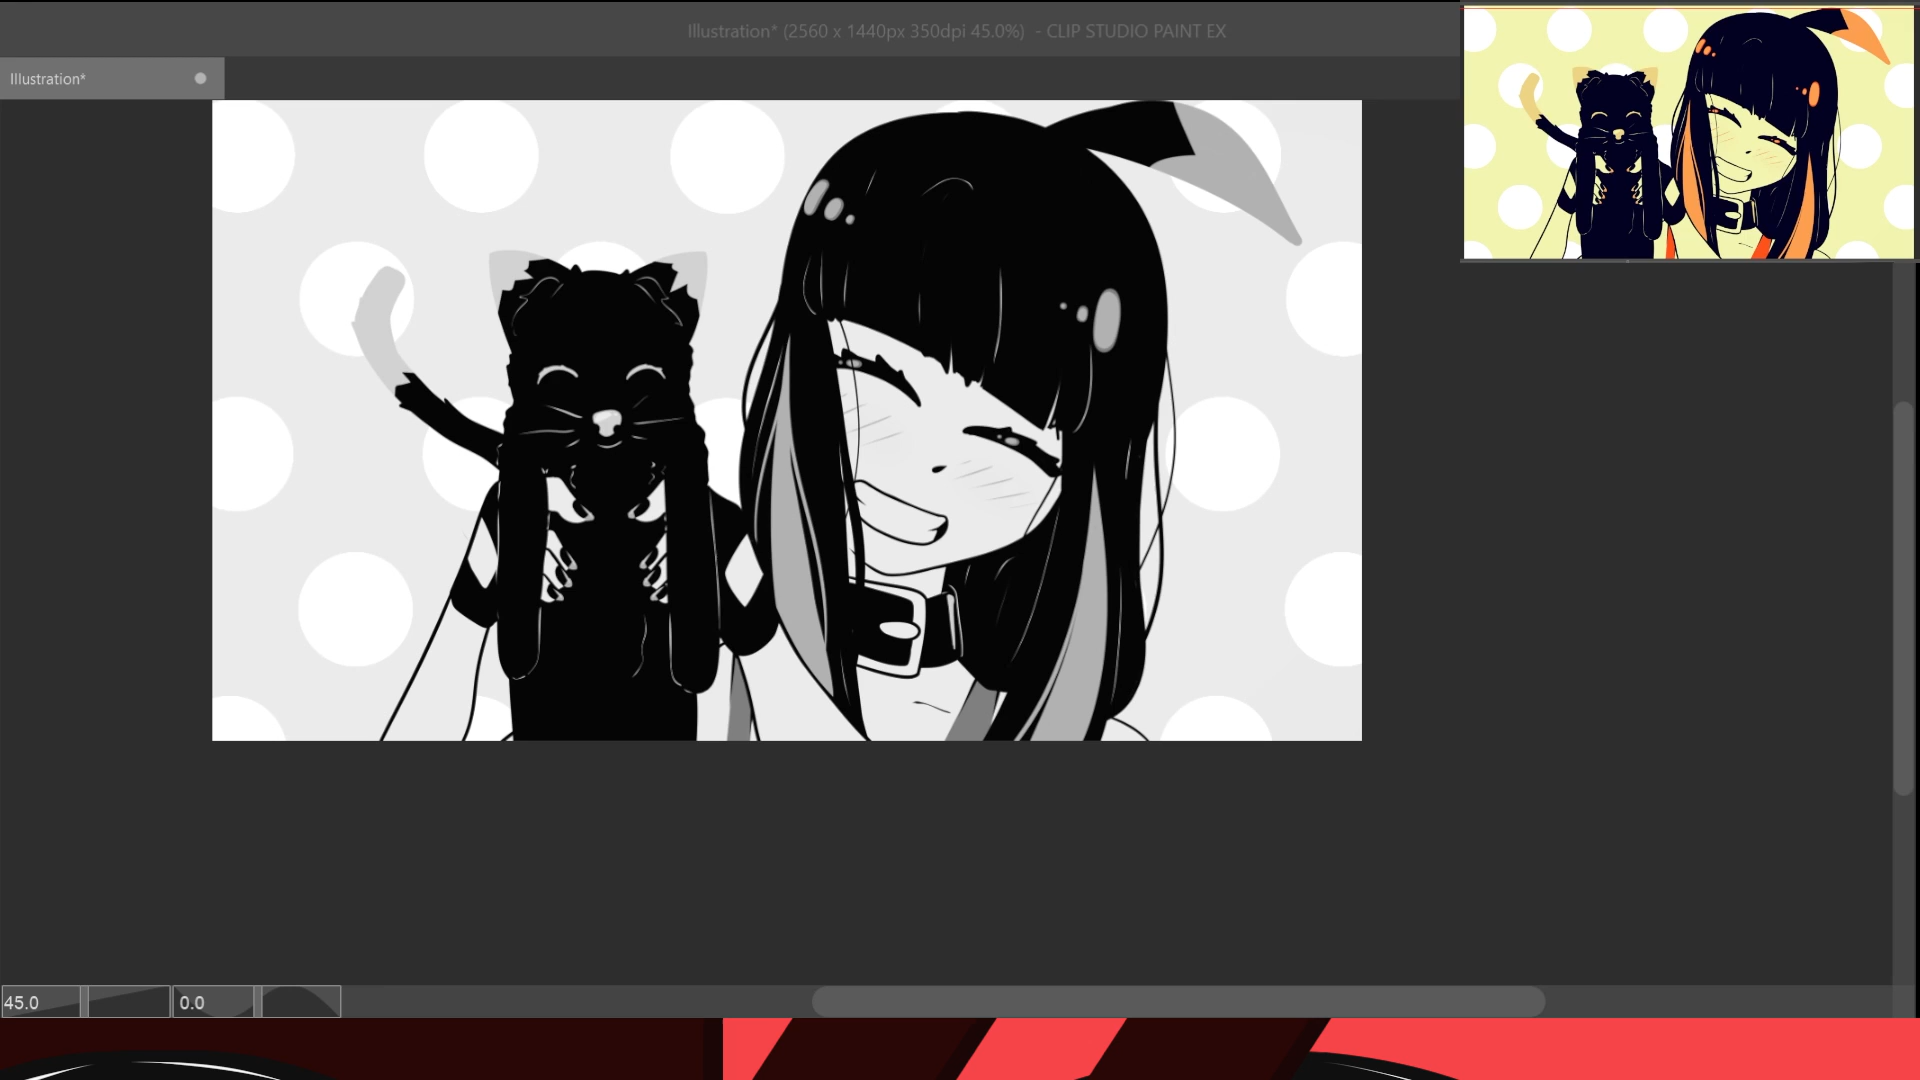 Illustration* (2560 x 1440px 350dpi 45.0%)  - CLIP STUDIO PAINT EX
Illustration*
45.0
0.0